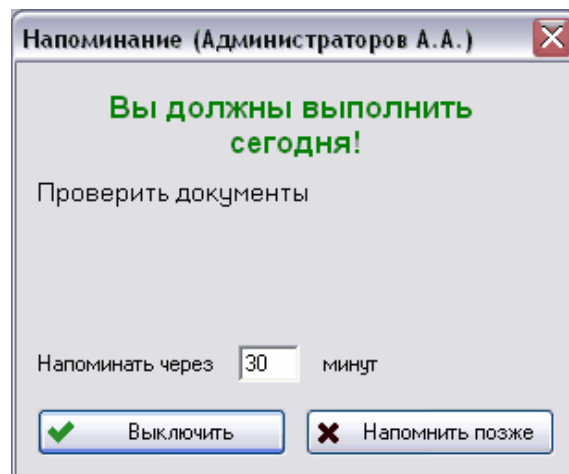 Напоминание (Администраторов А.А.)
Вы должны выполнить
сегодня!
Проверить документы
Напоминать через 30 минут
Выключить Напомнить позже